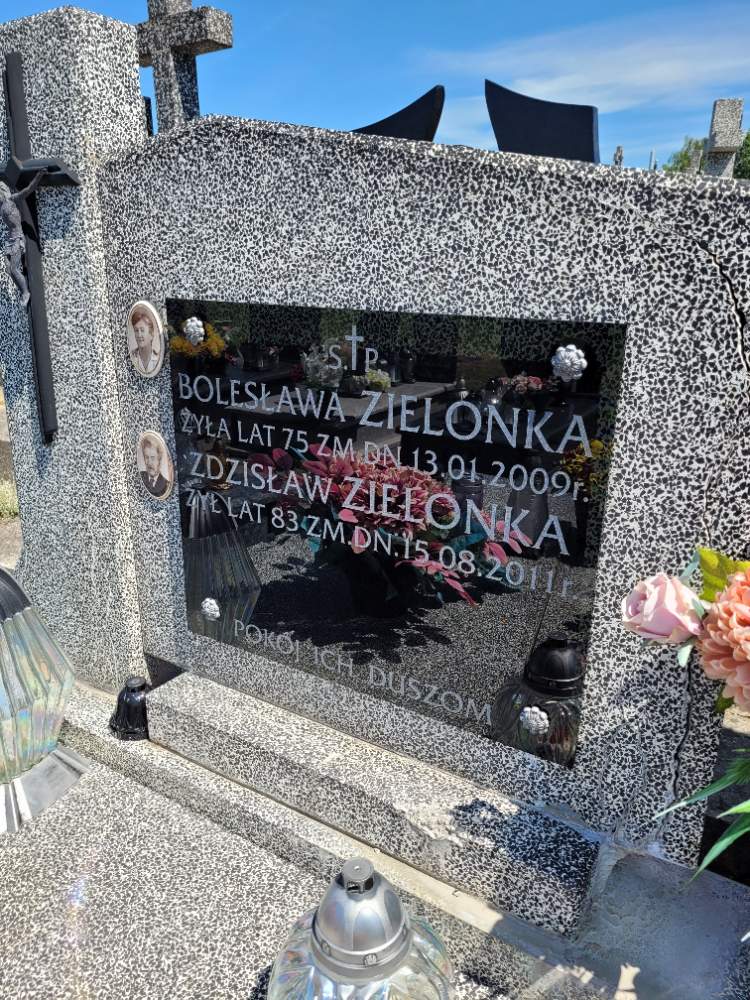 Ś.P.
BOLESŁAWA ZIELONKA
ŻYŁA LAT 75 ZM.DN.13.01.2009r.
ZDZISŁAW ZIELONKA
ŻYŁ LAT 83 ZM.DN.15.08.2011r.
POKÓJ ICH DUSZOM